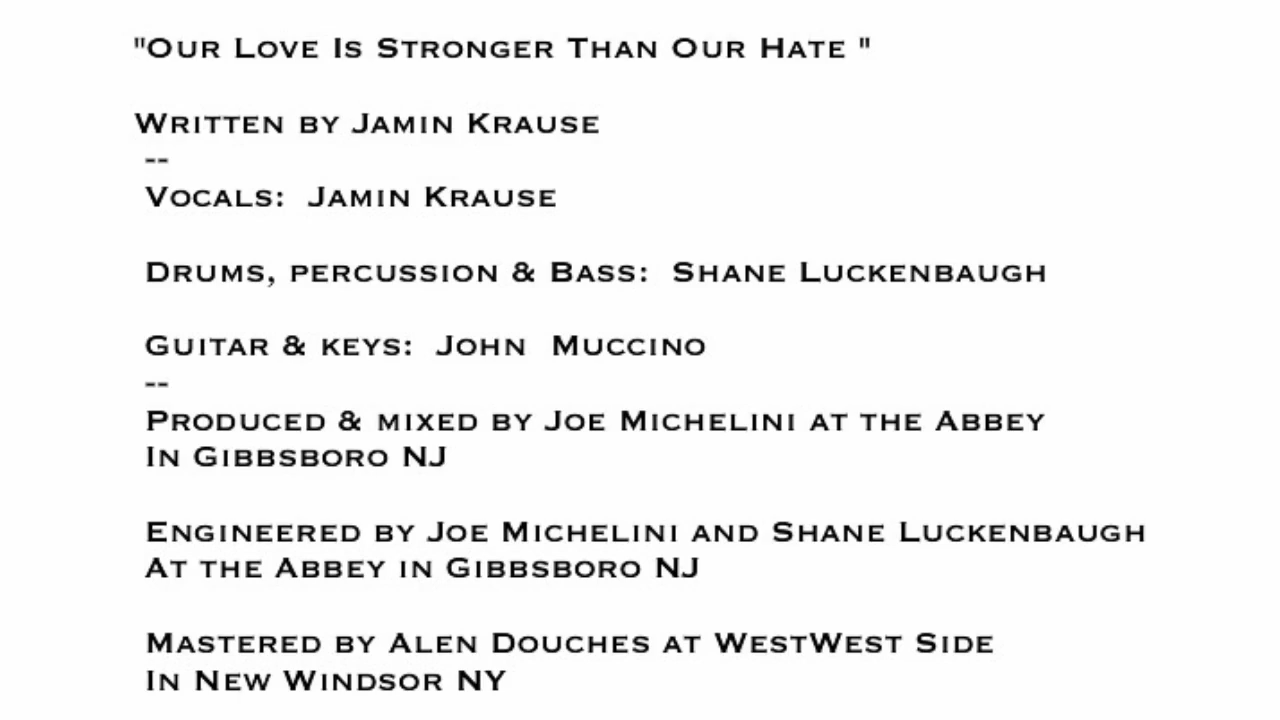 "Our Love Is Stronger Than Our Hate "
Written by Jamin Krause
--
Vocals:  Jamin Krause
Drums, percussion & Bass:  Shane Luckenbaugh
Guitar & keys:  John  Muccino
--
Produced & mixed by Joe Michelini at the Abbey
In Gibbsboro NJ
Engineered by Joe Michelini and Shane Luckenbaugh
At the Abbey in Gibbsboro NJ
Mastered by Alen Douches at WestWest Side
In New Windsor NY